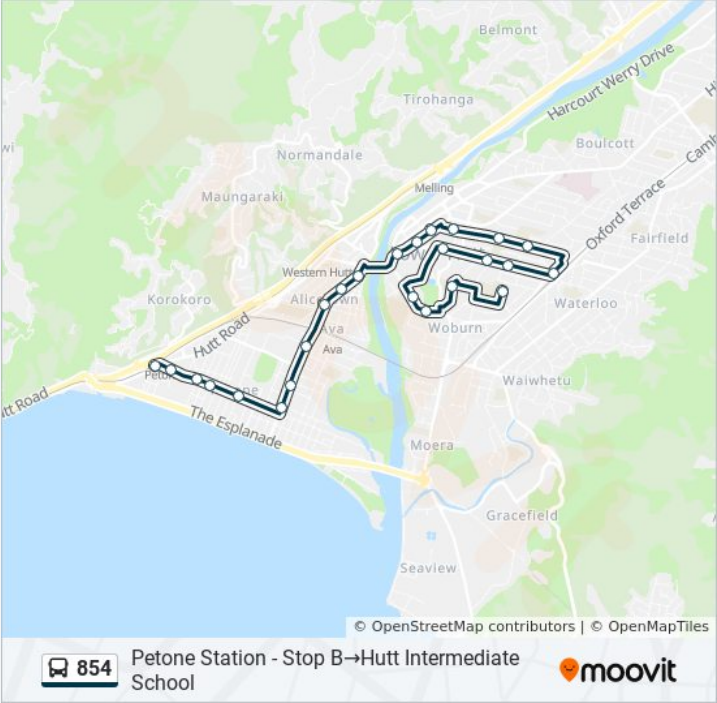 Belmont
Harcourt Werry Drive
Tirohanga
Boulcott
Normandale
Melling
Maungaraki
Oxford Terrace
Fairfield
Western Hutt
Korokoro
Ava
Ava
Waterloo
Hutt Road
Woburn
Waiwhetu
The Esplanade
Moera
Gracefield
Seaview
© OpenStreetMap contributors | © OpenMapTiles
854
Petone Station - Stop B→Hutt Intermediate
School
moovit